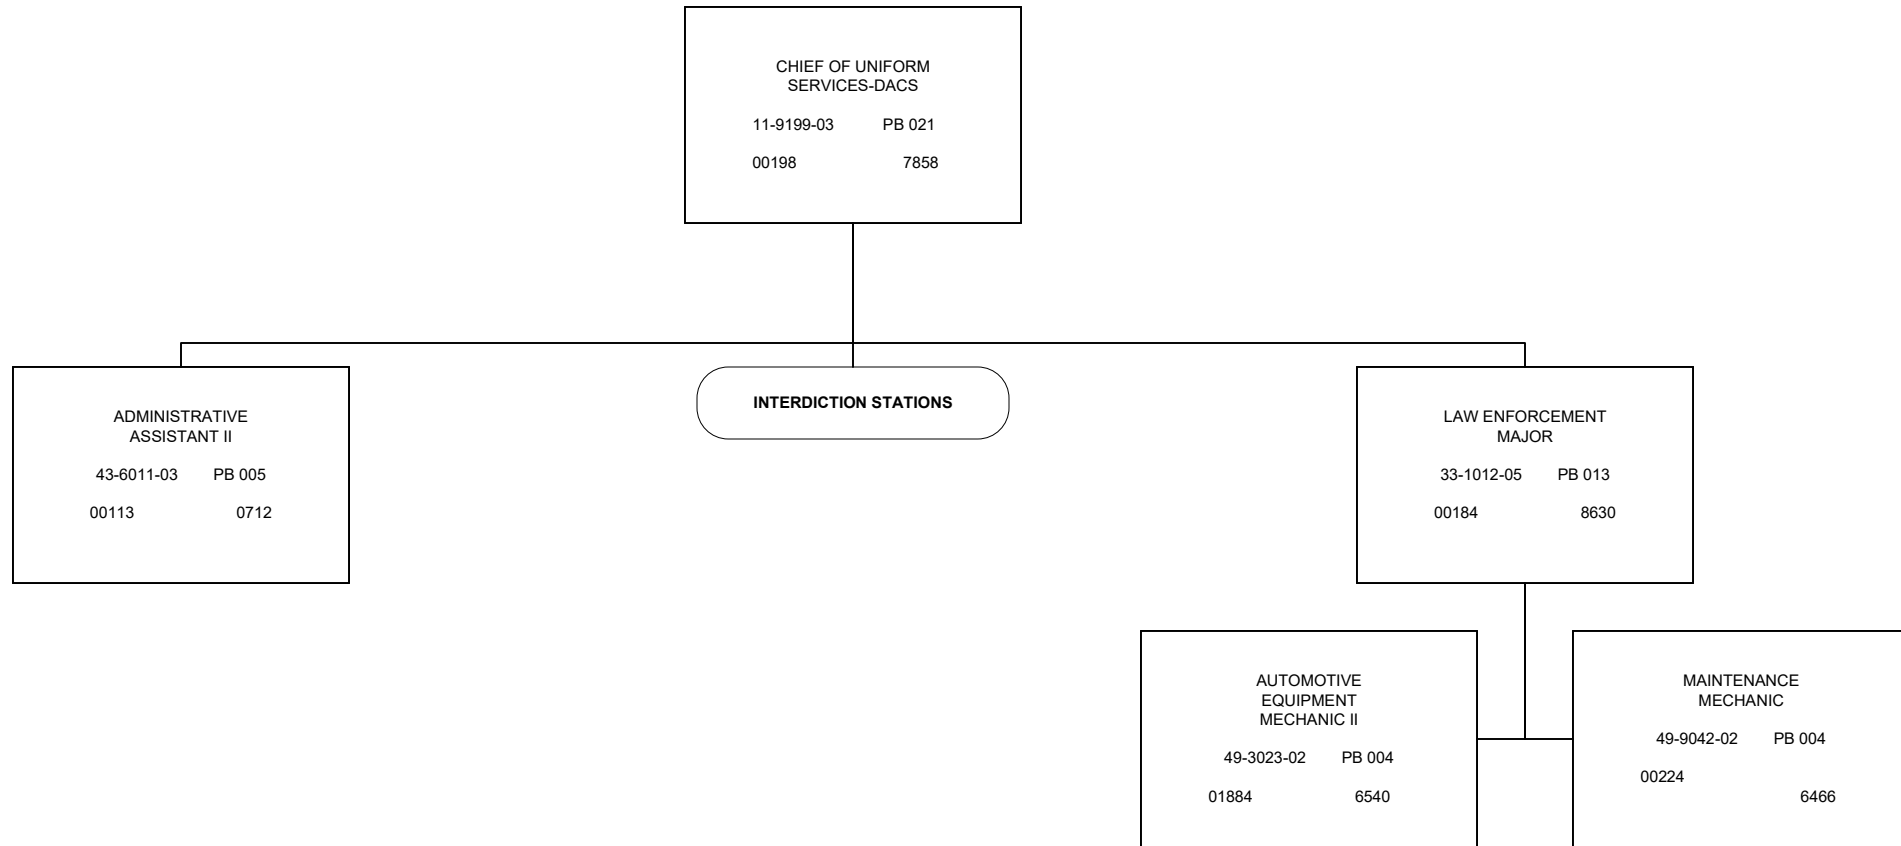 CHIEF OF UNIFORM
SERVICES-DACS
11-9199-03 PB 021
00198 7858
ADMINISTRATIVE
ASSISTANT II
43-6011-03 PB 005
00113 0712
INTERDICTION STATIONS
LAW ENFORCEMENT
MAJOR
33-1012-05 PB 013
00184 8630
AUTOMOTIVE
EQUIPMENT
MECHANIC II
49-3023-02 PB 004
01884 6540
MAINTENANCE
MECHANIC
49-9042-02 PB 004
00224
6466